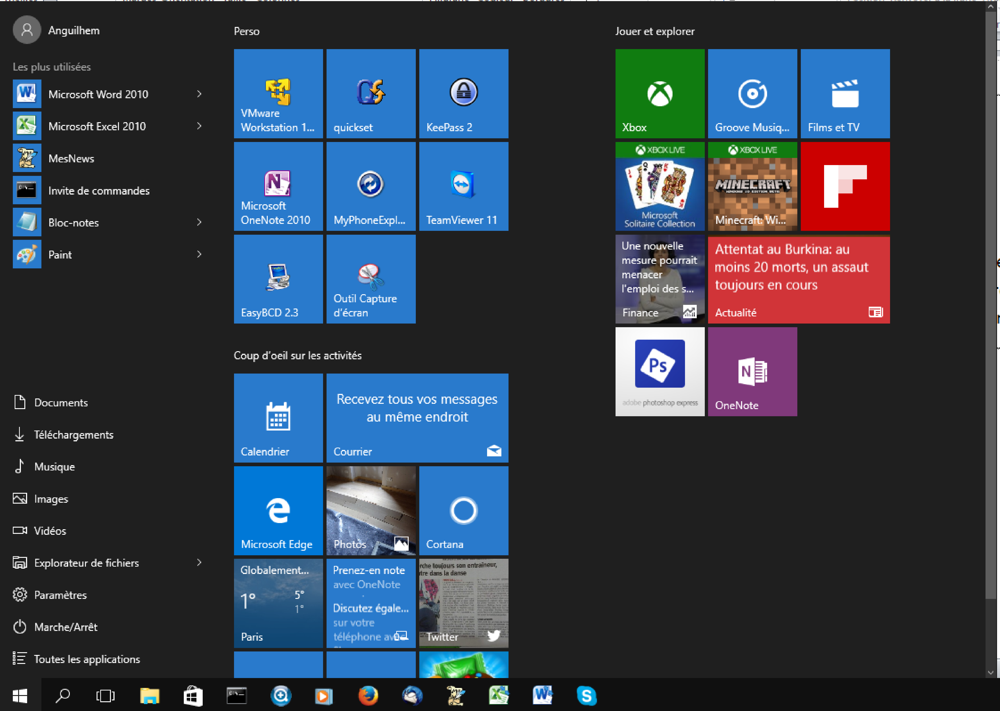 Anguilhem
Les plus utilisées
Microsoft Word 2010
Microsoft Excel 2010
MesNews
Invite de commandes
Bloc-notes
Paint
Documents
Téléchargements
Musique
Images
Vidéos
Explorateur de fichiers
Paramètres
Marche/Arrêt
Toutes les applications
Perso
VMware
Workstation 1...
quickset
KeePass 2
Microsoft
OneNote 2010
MyPhoneExpl...
TeamViewer 11
EasyBCD 2.3
Outil Capture
d'écran
Coup d'oeil sur les activités
Calendrier
Recevez tous vos messages
au même endroit
Courrier
Microsoft Edge
Photos
Cortana
Globalement...
1°
5°
1°
Paris
Prenez-en note
avec OneNote
Discutez égale...
sur votre
téléphone avec
rche toujours son entraîneur,
tre dans la danse
Twitter
Jouer et explorer
Xbox
Groove Musiq...
Films et TV
XBOX LIVE
Microsoft
Solitaire Collection
XBOX LIVE
MINECRAFT
WINDOWS 10 EDITION BETA
Minecraft: Wi...
Une nouvelle
mesure pourrait
menacer
l'emploi des s...
Finance
Attentat au Burkina: au
moins 20 morts, un assaut
toujours en cours
Actualité
Ps
adobe photoshop express
N
OneNote